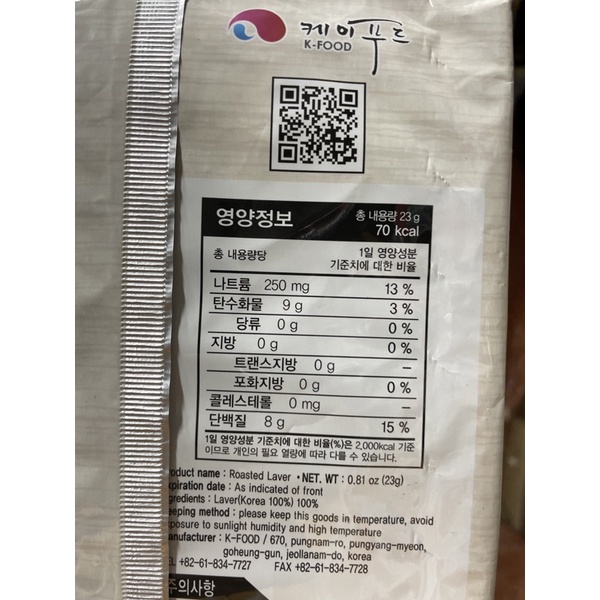 케이푸드
K-FOOD
영양정보
총 내용량 23 g
70 kcal
총 내용량당
1일 영양성분
기준치에 대한 비율
나트륨 250 mg 13 %
탄수화물 9 g 3 %
당류 0 g 0 %
지방 0 g 0 %
트랜스지방 0 g –
포화지방 0 g 0 %
콜레스테롤 0 mg –
단백질 8 g 15 %
1일 영양성분 기준치에 대한 비율(%)은 2,000kcal 기준
이므로 개인의 필요 열량에 따라 다를 수 있습니다.
oduct name : Roasted Laver • NET. WT : 0.81 oz (23g)
xpiration date : As indicated of front
gredients : Laver(Korea 100%) 100%
eeping method : please keep this goods in temperature, avoid
posure to sunlight humidity and high temperature
anufacturer : K-FOOD / 670, pungnam-ro, pungyang-myeon,
goheung-gun, jeollanam-do, korea
EL +82-61-834-7727 FAX +82-61-834-7728
주의사항